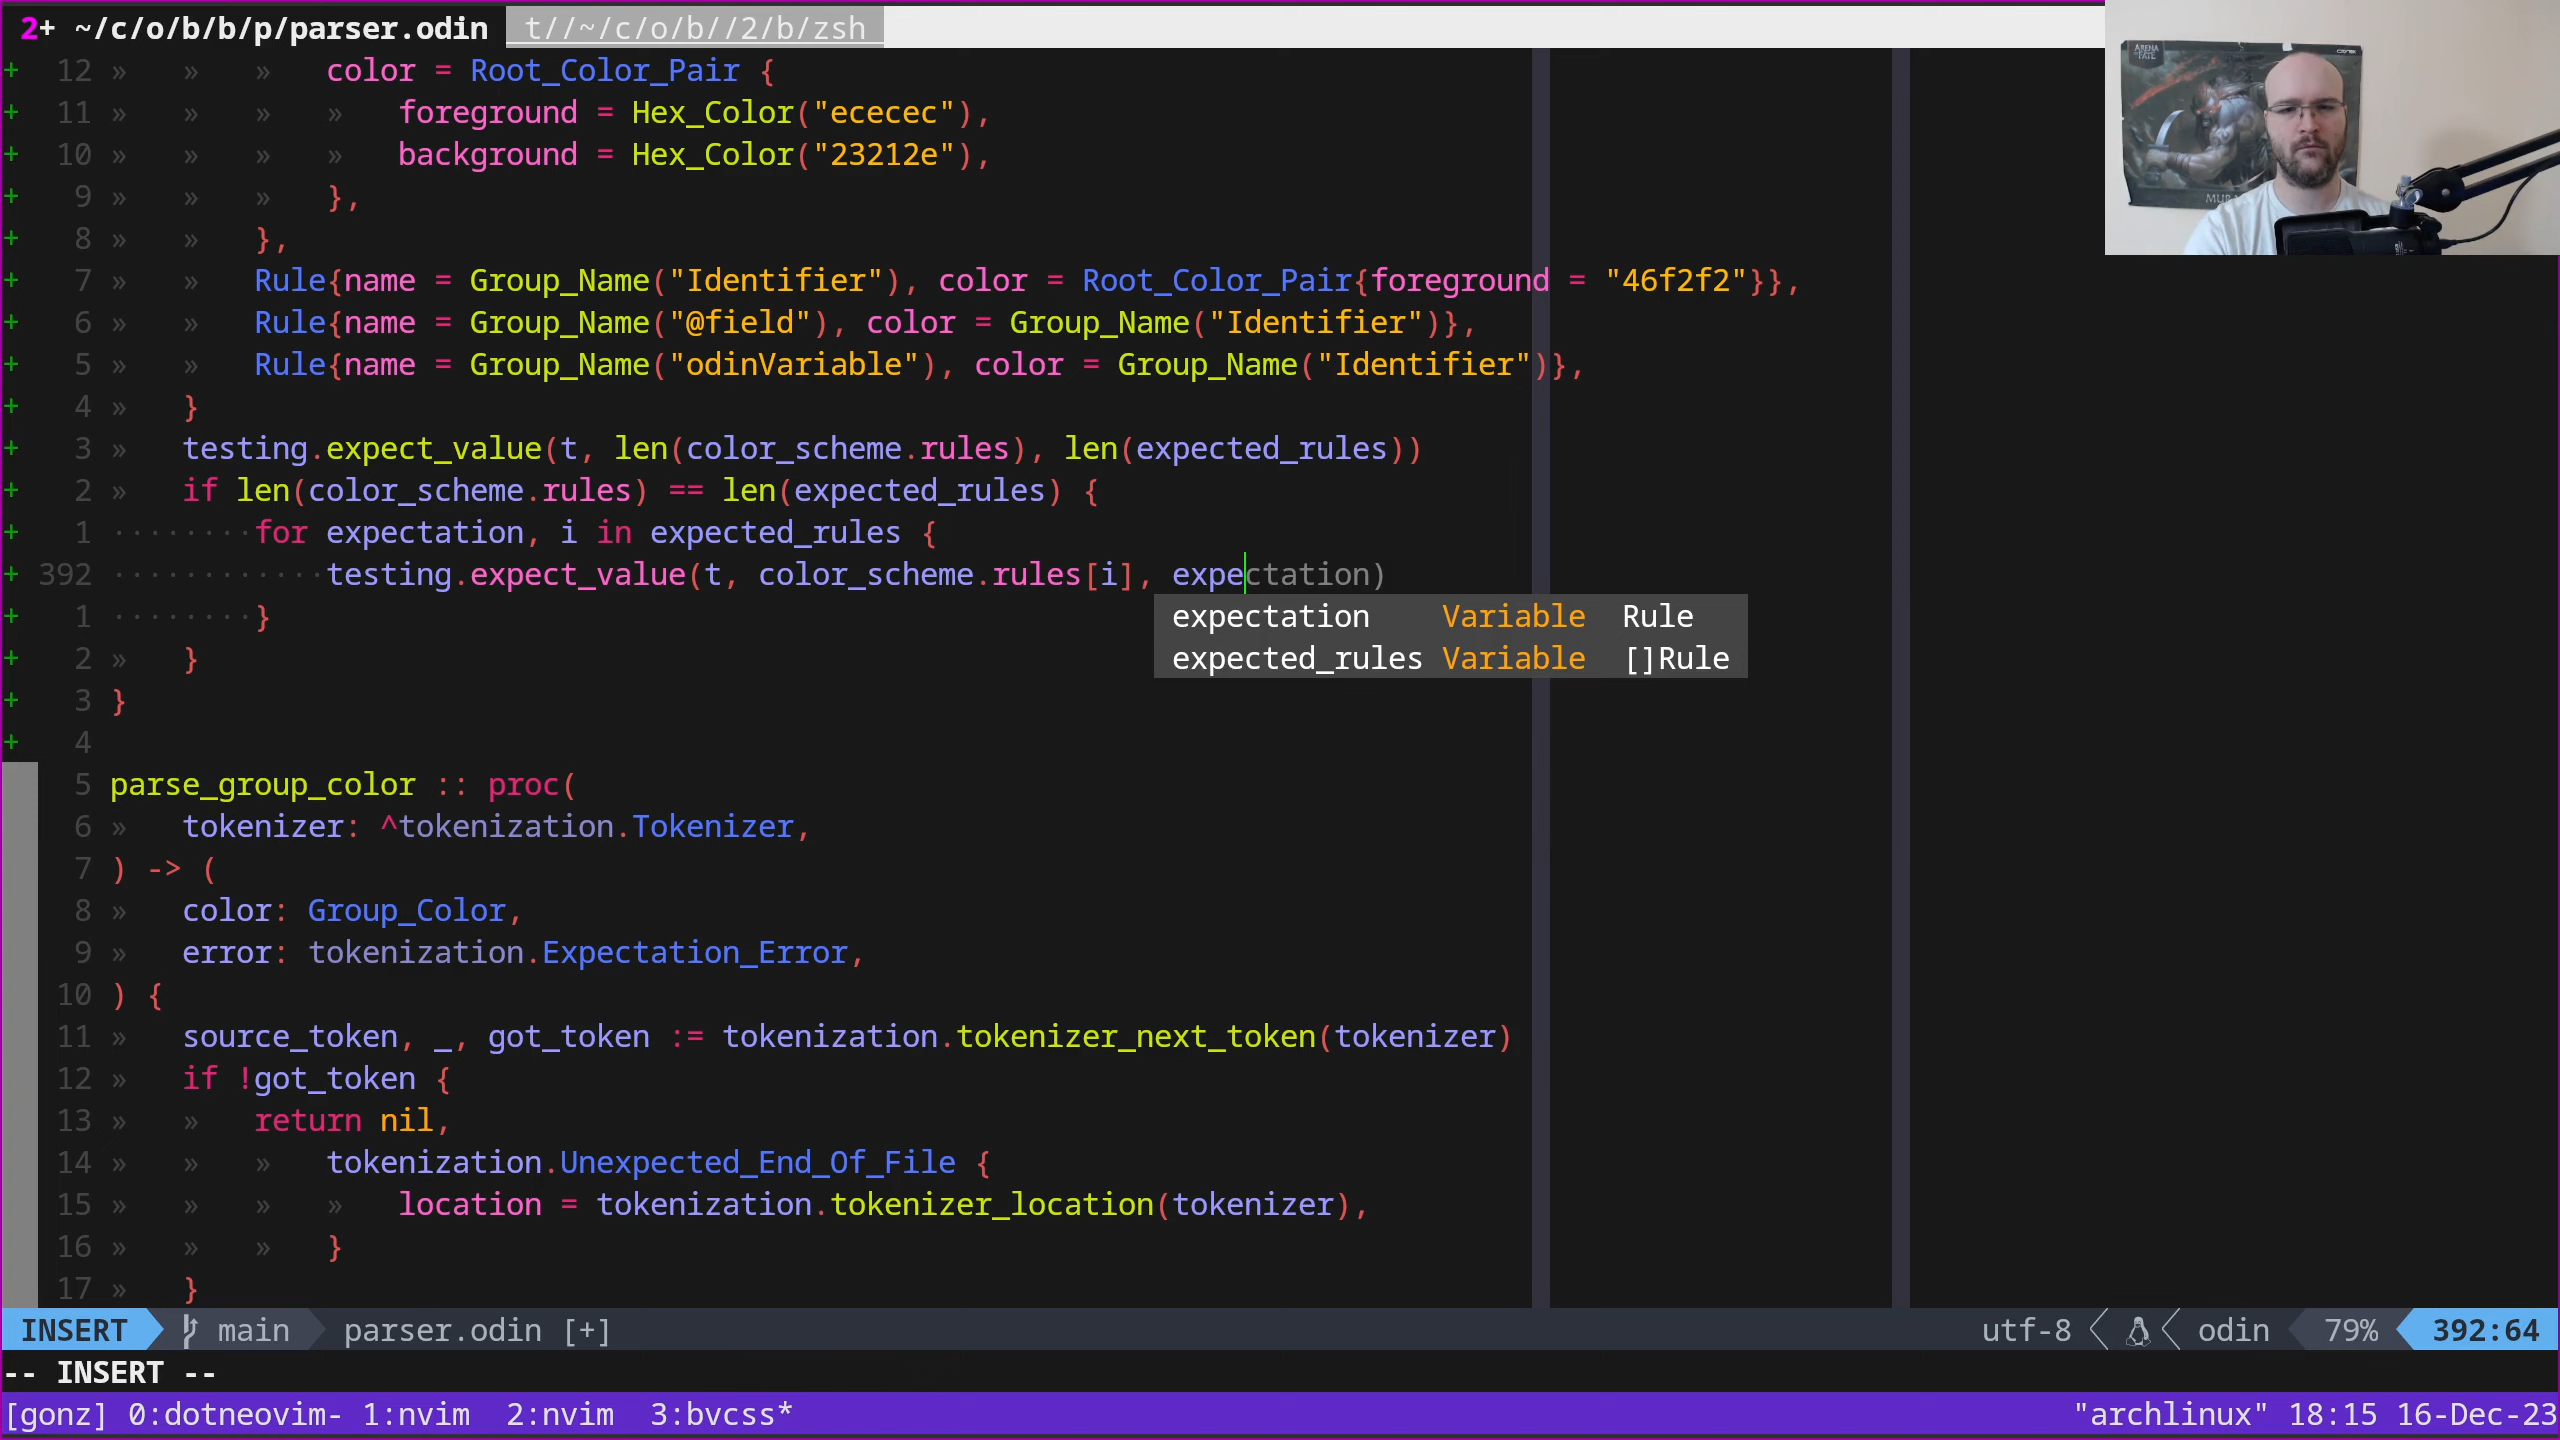 2+ ~/c/o/b/b/p/parser.odin t//~/c/o/b//2/b/zsh
+ 12 » » » color = Root_Color_Pair {
+ 11 » » » » foreground = Hex_Color("ececec"),
+ 10 » » » » background = Hex_Color("23212e"),
+ 9 » » » },
+ 8 » » },
+ 7 » » Rule{name = Group_Name("Identifier"), color = Root_Color_Pair{foreground = "46f2f2"}},
+ 6 » » Rule{name = Group_Name("@field"), color = Group_Name("Identifier")},
+ 5 » » Rule{name = Group_Name("odinVariable"), color = Group_Name("Identifier")},
+ 4 » }
+ 3 » testing.expect_value(t, len(color_scheme.rules), len(expected_rules))
+ 2 » if len(color_scheme.rules) == len(expected_rules) {
+ 1 ········for expectation, i in expected_rules {
+ 392 ············testing.expect_value(t, color_scheme.rules[i], expectation)
+ 1 ········} expectation Variable Rule
+ 2 » } expected_rules Variable []Rule
+ 3 }
+ 4
5 parse_group_color :: proc(
6 » tokenizer: ^tokenization.Tokenizer,
7 ) -> (
8 » color: Group_Color,
9 » error: tokenization.Expectation_Error,
10 ) {
11 » source_token, _, got_token := tokenization.tokenizer_next_token(tokenizer)
12 » if !got_token {
13 » » return nil,
14 » » » tokenization.Unexpected_End_Of_File {
15 » » » » location = tokenization.tokenizer_location(tokenizer),
16 » » » }
17 » }
INSERT main parser.odin [+] utf-8 odin 79% 392:64
-- INSERT --
[gonz] 0:dotneovim- 1:nvim 2:nvim 3:bvcss* "archlinux" 18:15 16-Dec-23
ARENA OF FATE